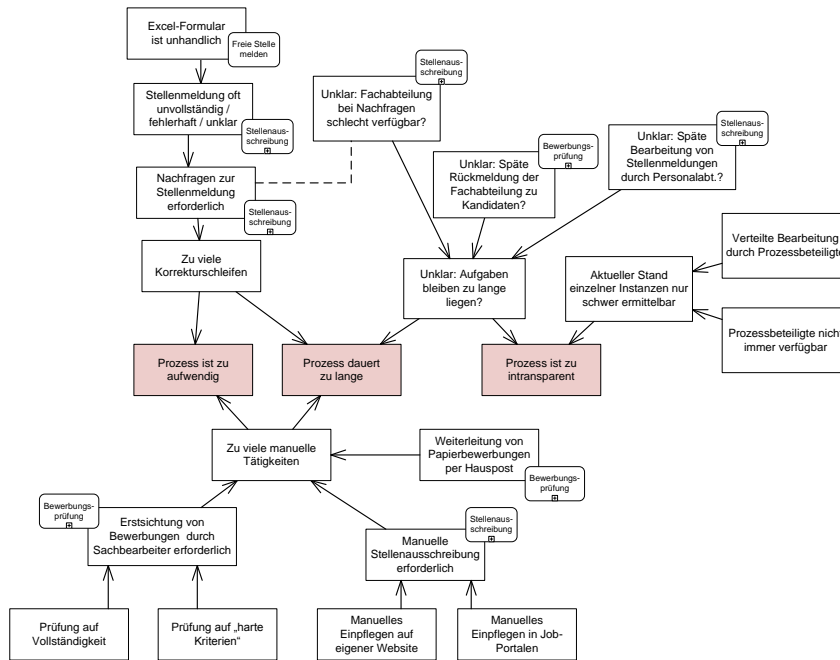 Excel-Formular
ist unhandlich
Freie Stelle
melden
Stellenmeldung oft
unvollständig /
fehlerhaft / unklar
Stellenaus-
schreibung
Nachfragen zur
Stellenmeldung
erforderlich
Stellenaus-
schreibung
Zu viele
Korrekturschleifen
Stellenaus-
schreibung
Unklar: Fachabteilung
bei Nachfragen
schlecht verfügbar?
Bewerbungs-
prüfung
Unklar: Späte
Rückmeldung der
Fachabteilung zu
Kandidaten?
Stellenaus-
schreibung
Unklar: Späte
Bearbeitung von
Stellenmeldungen
durch Personalabt.?
Unklar: Aufgaben
bleiben zu lange
liegen?
Aktueller Stand
einzelner Instanzen nur
schwer ermittelbar
Verteilte Bearbeitung
durch Prozessbeteiligte
Prozessbeteiligte nicht
immer verfügbar
Prozess ist zu
aufwendig
Prozess dauert
zu lange
Prozess ist zu
intransparent
Zu viele manuelle
Tätigkeiten
Weiterleitung von
Papierbewerbungen
per Hauspost
Bewerbungs-
prüfung
Bewerbungs-
prüfung
Erstsichtung von
Bewerbungen durch
Sachbearbeiter erforderlich
Stellenaus-
schreibung
Manuelle
Stellenausschreibung
erforderlich
Prüfung auf
Vollständigkeit
Prüfung auf „harte
Kriterien“
Manuelles
Einpflegen auf
eigener Website
Manuelles
Einpflegen in Job-
Portalen